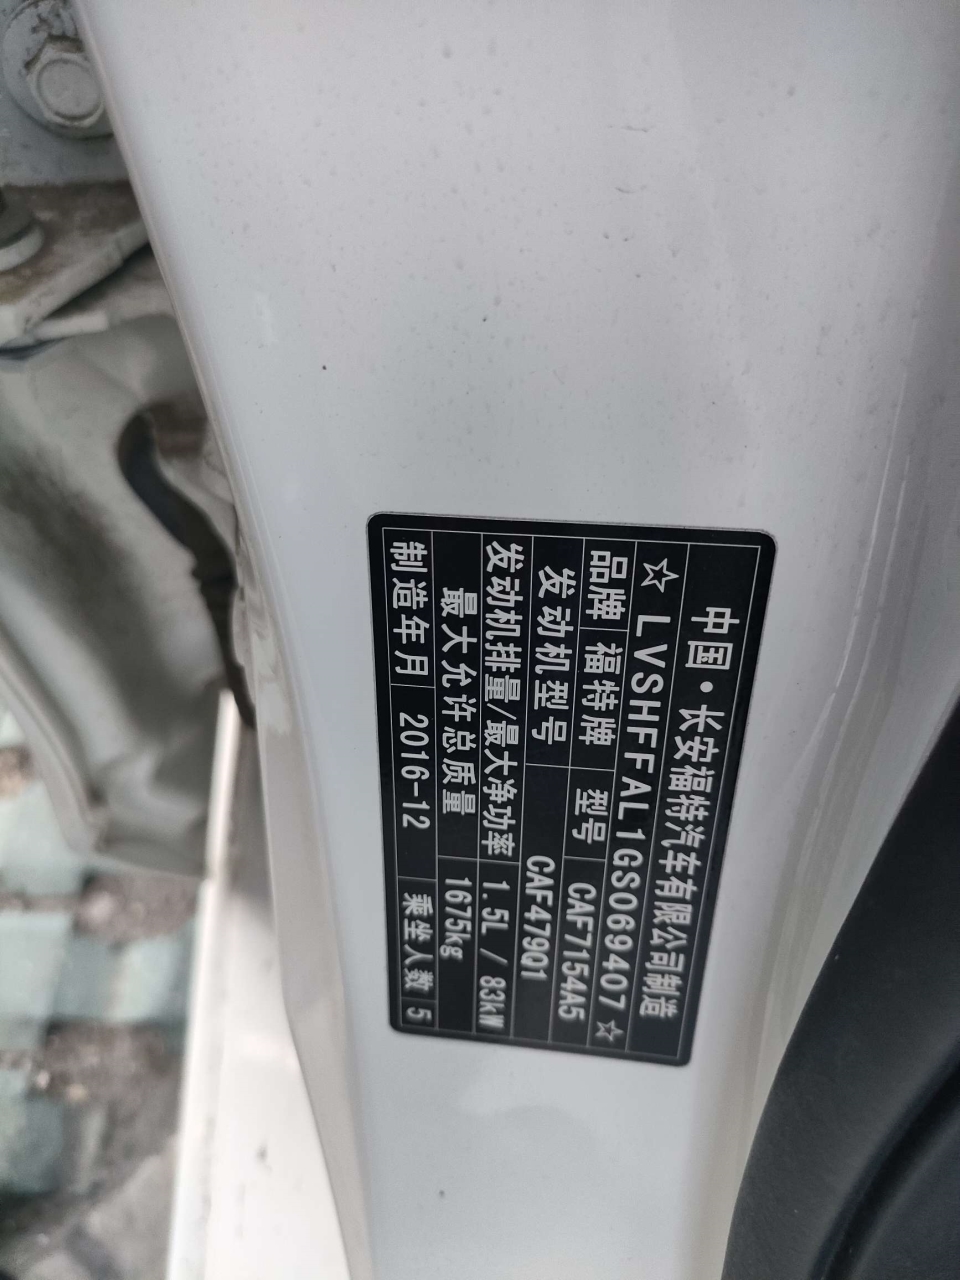 中国·长安福特汽车有限公司制造
☆ LVSHFFAL1GS069407 ☆
品牌 福特牌 型号 CAF7154A5
发动机型号 CAF479Q1
发动机排量/最大净功率 1.5L / 83kW
最大允许总质量 1675kg
制造年月 2016-12 乘坐人数 5